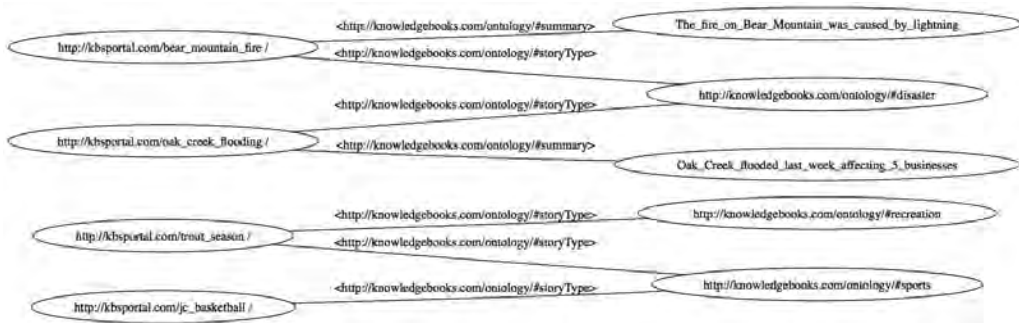 <http://knowledgebooks.com/ontology/#summary>
The_fire_on_Bear_Mountain_was_caused_by_lightning
http://kbsportal.com/bear_mountain_fire /
<http://knowledgebooks.com/ontology/#storyType>
http://knowledgebooks.com/ontology/#disaster
<http://knowledgebooks.com/ontology/#storyType>
http://kbsportal.com/oak_creek_flooding /
<http://knowledgebooks.com/ontology/#summary>
Oak_Creek_flooded_last_week_affecting_5_businesses
<http://knowledgebooks.com/ontology/#storyType>
http://knowledgebooks.com/ontology/#recreation
http://kbsportal.com/trout_season /
<http://knowledgebooks.com/ontology/#storyType>
http://knowledgebooks.com/ontology/#sports
<http://knowledgebooks.com/ontology/#storyType>
http://kbsportal.com/jc_basketball /